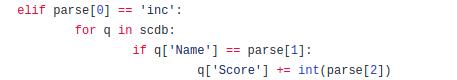 elif parse[0] == 'inc':
for q in scdb:
if q['Name'] == parse[1]:
q['Score'] += int(parse[2])